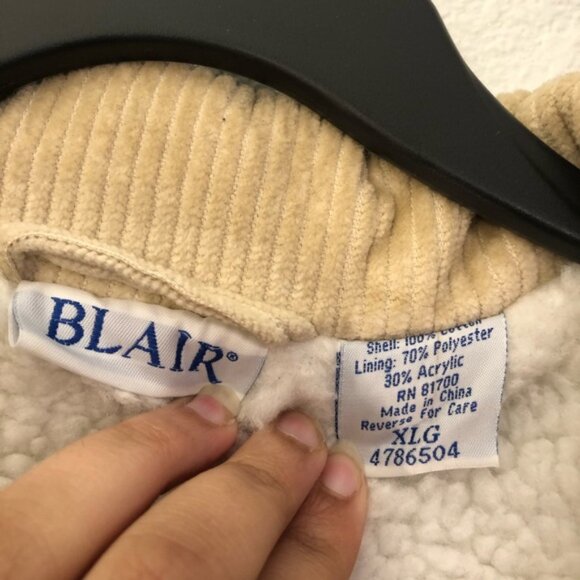 BLAIR®
Shell: 100% Cotton
Lining: 70% Polyester
30% Acrylic
RN 81700
Made in China
Reverse for Care
XLG
4786504